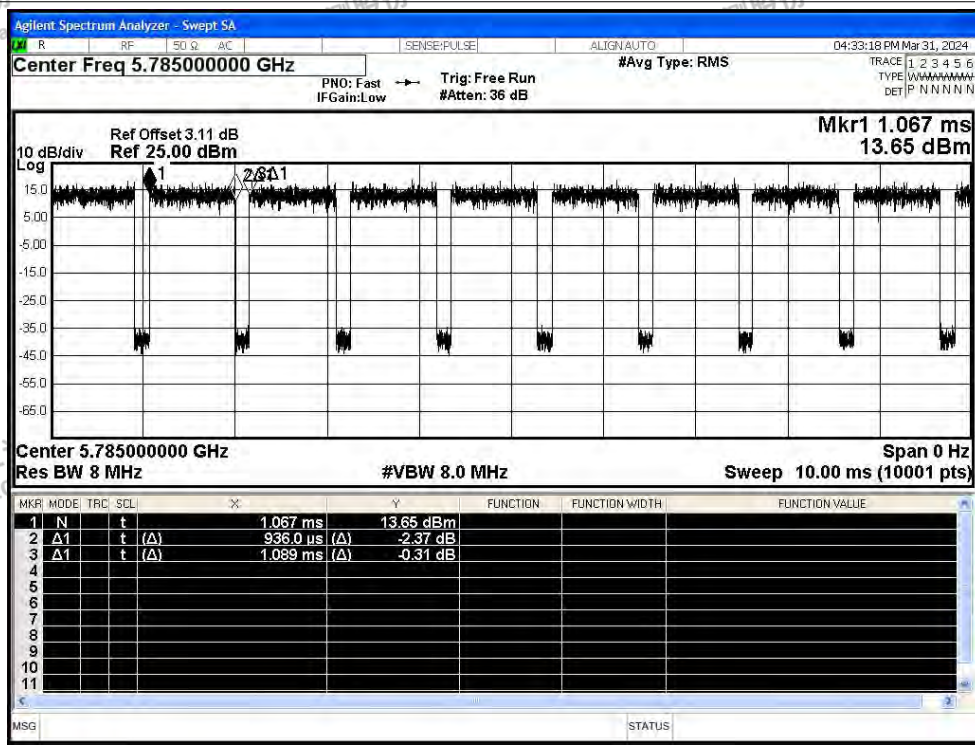 Agilent Spectrum Analyzer - Swept SA
LXI R RF 50 Ω AC SENSE:PULSE ALIGN AUTO 04:33:18 PM Mar 31, 2024
Center Freq 5.785000000 GHz
#Avg Type: RMS
TRACE 1 2 3 4 5 6
PNO: Fast Trig: Free Run
TYPE WWWWWW
IFGain:Low #Atten: 36 dB
DET P N N N N N
Mkr1 1.067 ms
Ref Offset 3.11 dB
10 dB/div Ref 25.00 dBm
13.65 dBm
Log
1
3Δ1
15.0
5.00
-5.00
-15.0
-25.0
-35.0
-45.0
-55.0
-65.0
Center 5.785000000 GHz Span 0 Hz
Res BW 8 MHz #VBW 8.0 MHz Sweep 10.00 ms (10001 pts)
MKR MODE TRC SCL X Y FUNCTION FUNCTION WIDTH FUNCTION VALUE
1 N t 1.067 ms 13.65 dBm
2 Δ1 t (Δ) 936.0 µs (Δ) -2.37 dB
3 Δ1 t (Δ) 1.089 ms (Δ) -0.31 dB
4
5
6
7
8
9
10
11
MSG STATUS